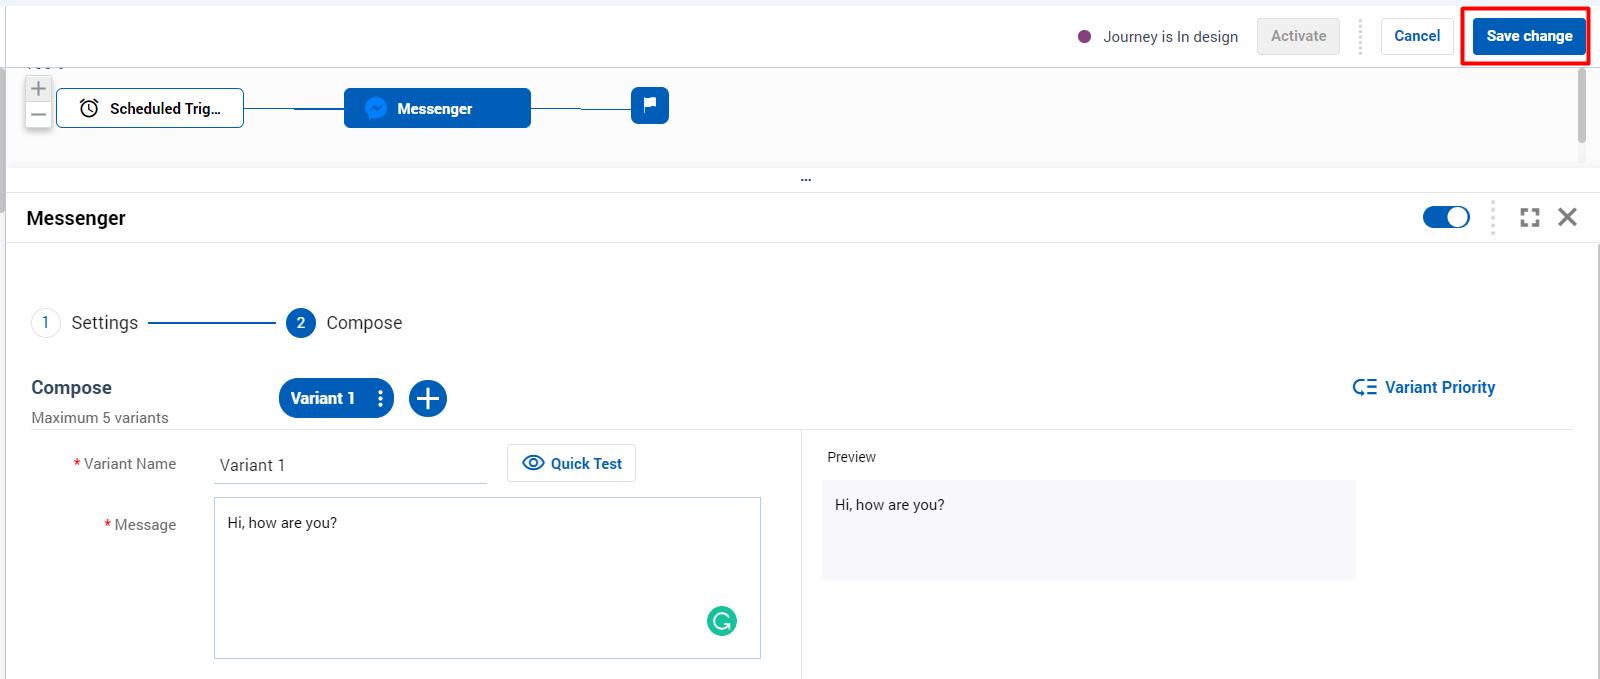 Journey is In design
Activate
Cancel
Save change
Scheduled Trig...
Messenger
...
Messenger
1 Settings
2 Compose
Compose
Maximum 5 variants
Variant 1
Variant Priority
* Variant Name
Variant 1
Quick Test
Preview
* Message
Hi, how are you?
Hi, how are you?